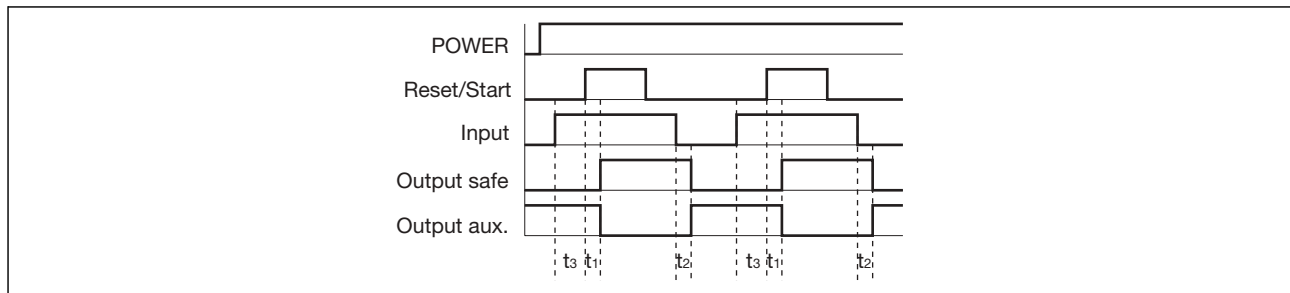 POWER
Reset/Start
Input
Output safe
Output aux.
t3 t1 t2 t3 t1 t2